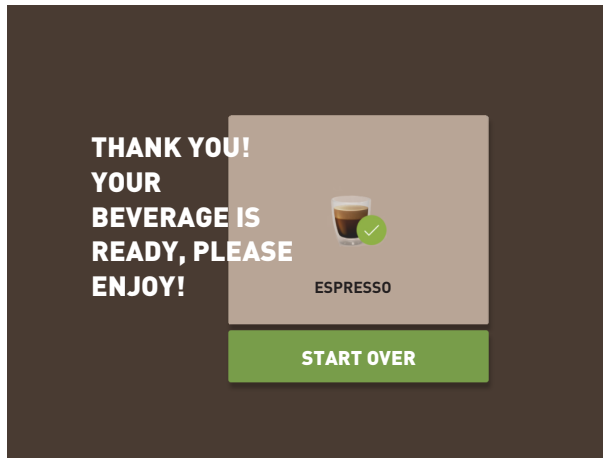 THANK YOU!
YOUR
BEVERAGE IS
READY, PLEASE
ENJOY!
ESPRESSO
START OVER